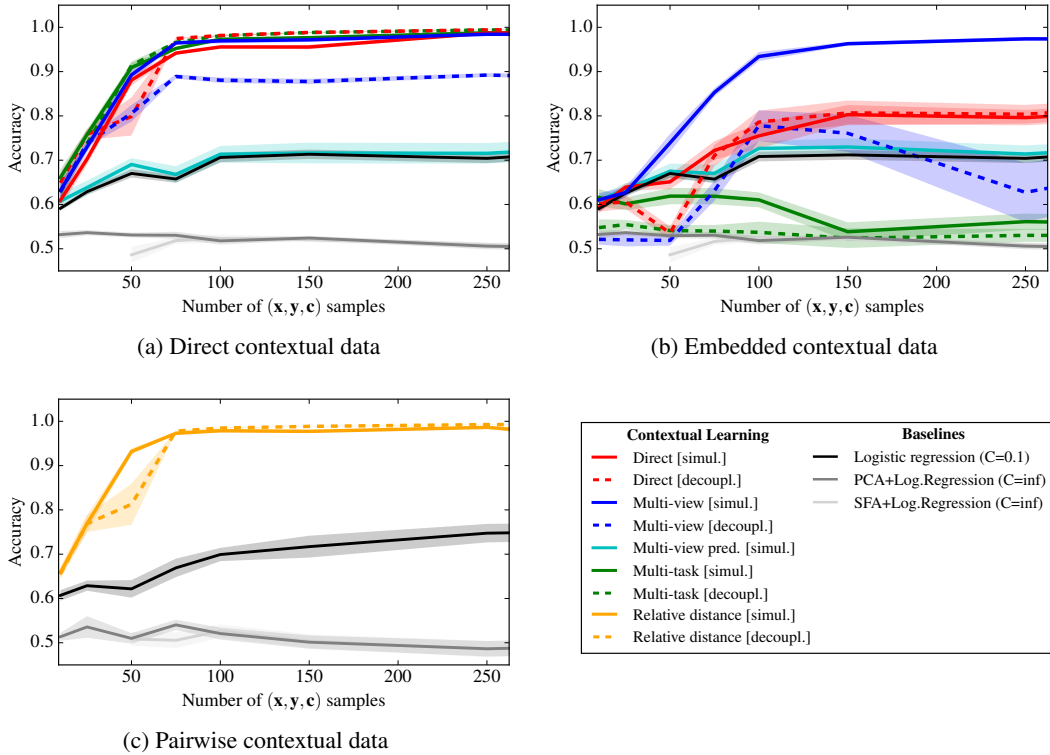 1.0
0.9
0.8
0.7
0.6
0.5
Accuracy
50 100 150 200 250
Number of (x, y, c) samples
(a) Direct contextual data
1.0
0.9
0.8
0.7
0.6
0.5
Accuracy
50 100 150 200 250
Number of (x, y, c) samples
(b) Embedded contextual data
1.0
0.9
0.8
0.7
0.6
0.5
Accuracy
50 100 150 200 250
Number of (x, y, c) samples
(c) Pairwise contextual data
Contextual Learning
Direct [simul.]
Direct [decoupl.]
Multi-view [simul.]
Multi-view [decoupl.]
Multi-view pred. [simul.]
Multi-task [simul.]
Multi-task [decoupl.]
Relative distance [simul.]
Relative distance [decoupl.]
Baselines
Logistic regression (C=0.1)
PCA+Log.Regression (C=inf)
SFA+Log.Regression (C=inf)